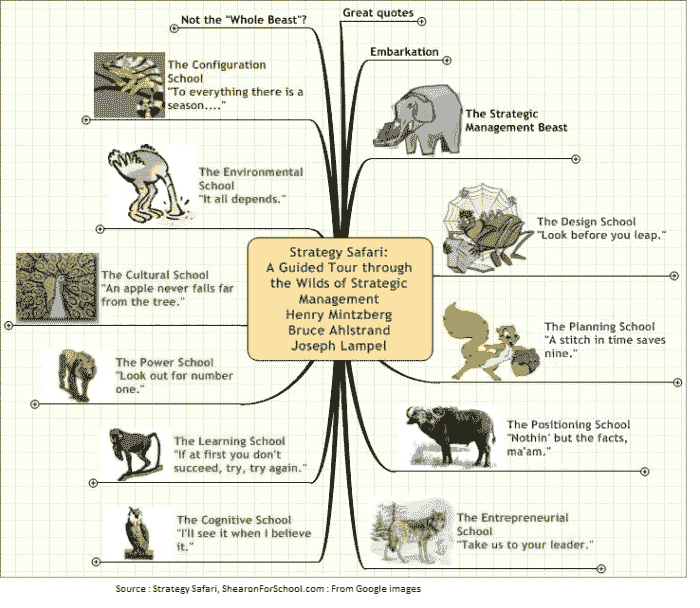 Not the "Whole Beast"?
Great quotes
Embarkation
The Strategic
Management Beast
The Design School
"Look before you leap."
The Planning School
"A stitch in time saves
nine."
The Positioning School
"Nothin' but the facts,
ma'am."
The Entrepreneurial
School
"Take us to your leader."
The Configuration
School
"To everything there is a
season...."
The Environmental
School
"It all depends."
The Cultural School
"An apple never falls far
from the tree."
The Power School
"Look out for number
one."
The Learning School
"If at first you don't
succeed, try, try again."
The Cognitive School
"I'll see it when I believe
it."
Strategy Safari:
A Guided Tour through
the Wilds of Strategic
Management
Henry Mintzberg
Bruce Ahlstrand
Joseph Lampel
Source : Strategy Safari, ShearonForSchool.com : From Google images